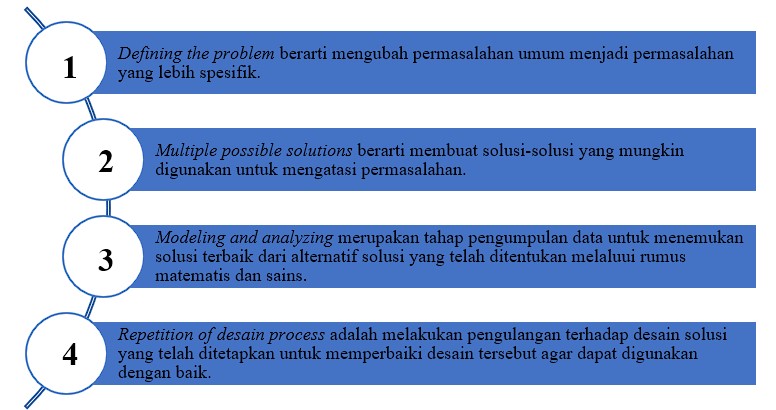 1
Defining the problem berarti mengubah permasalahan umum menjadi permasalahan
yang lebih spesifik.
2
Multiple possible solutions berarti membuat solusi-solusi yang mungkin
digunakan untuk mengatasi permasalahan.
3
Modeling and analyzing merupakan tahap pengumpulan data untuk menemukan
solusi terbaik dari alternatif solusi yang telah ditentukan melaluui rumus
matematis dan sains.
4
Repetition of desain process adalah melakukan pengulangan terhadap desain solusi
yang telah ditetapkan untuk memperbaiki desain tersebut agar dapat digunakan
dengan baik.